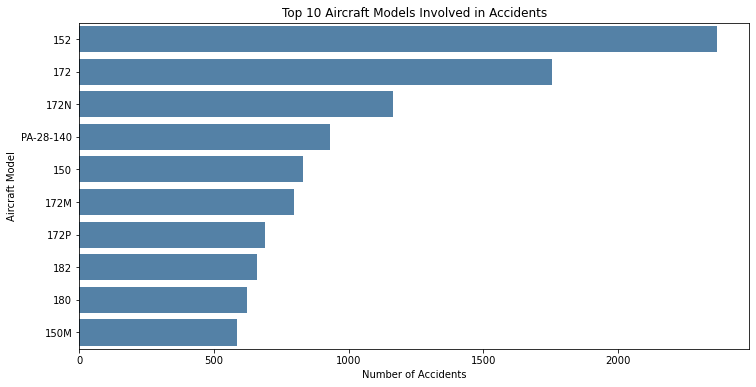 Top 10 Aircraft Models Involved in Accidents
Aircraft Model
152
172
172N
PA-28-140
150
172M
172P
182
180
150M
0 500 1000 1500 2000
Number of Accidents